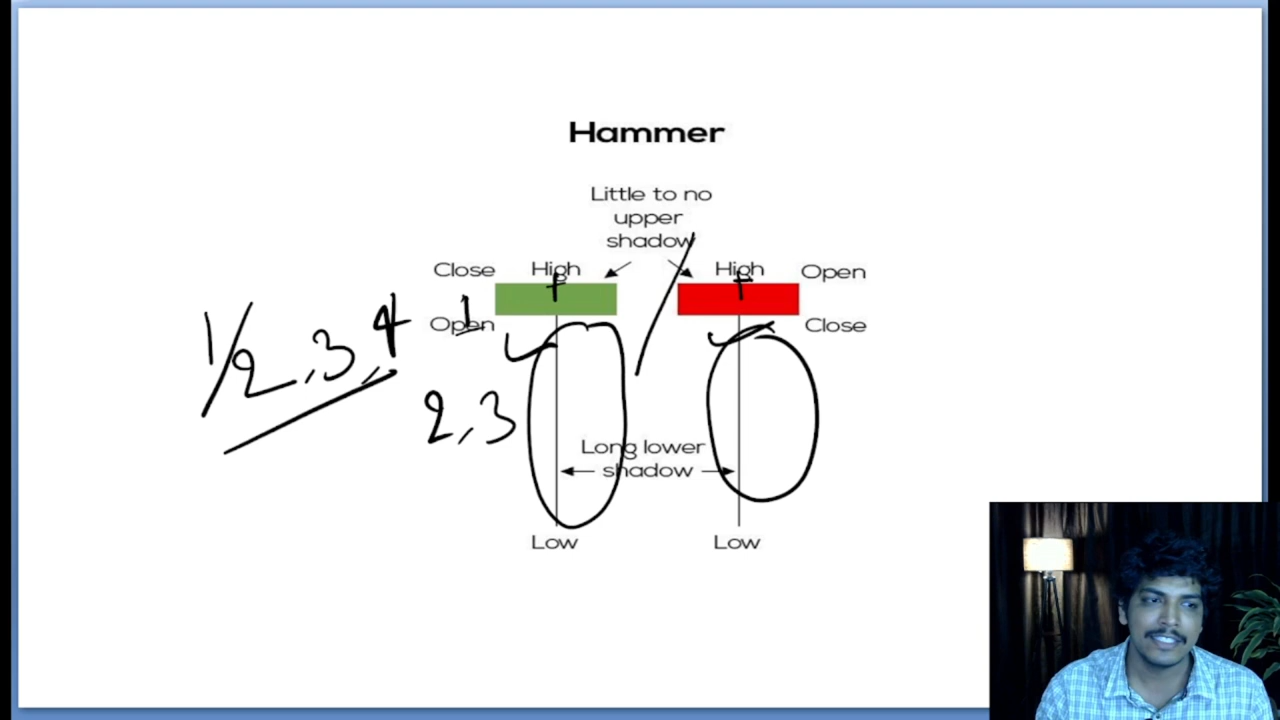 Hammer
Little to no
upper
shadow
Close High High Open
Open Close
1/2,3,4 1
2,3
Long lower
shadow
Low Low